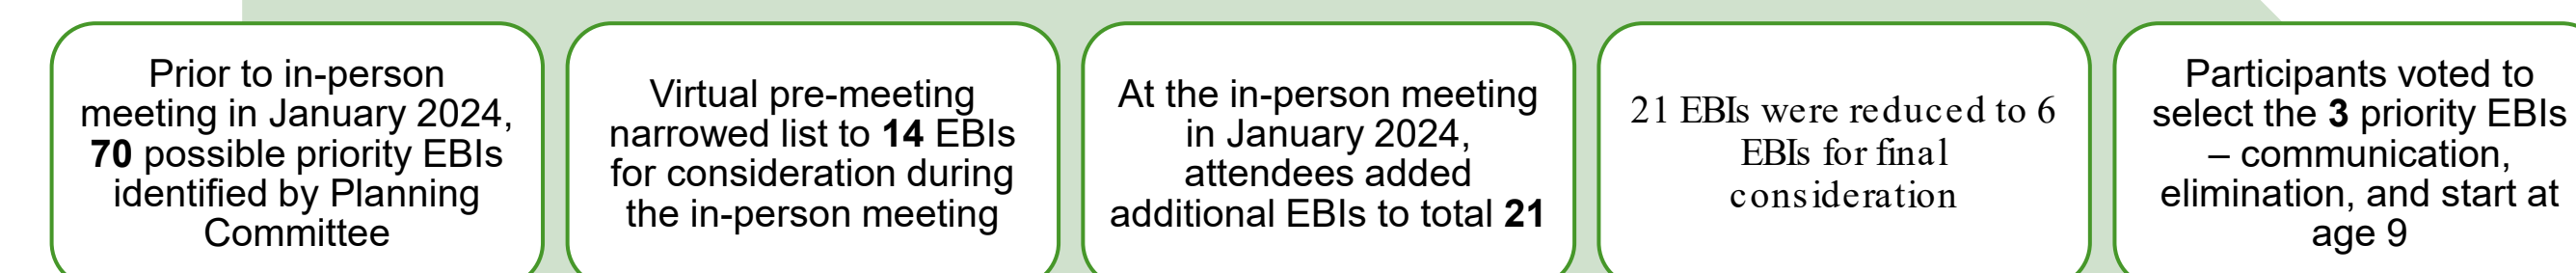 Prior to in-person
meeting in January 2024,
70 possible priority EBIs
identified by Planning
Committee
Virtual pre-meeting
narrowed list to 14 EBIs
for consideration during
the in-person meeting
At the in-person meeting
in January 2024,
attendees added
additional EBIs to total 21
21 EBIs were reduced to 6
EBIs for final
consideration
Participants voted to
select the 3 priority EBIs
– communication,
elimination, and start at
age 9